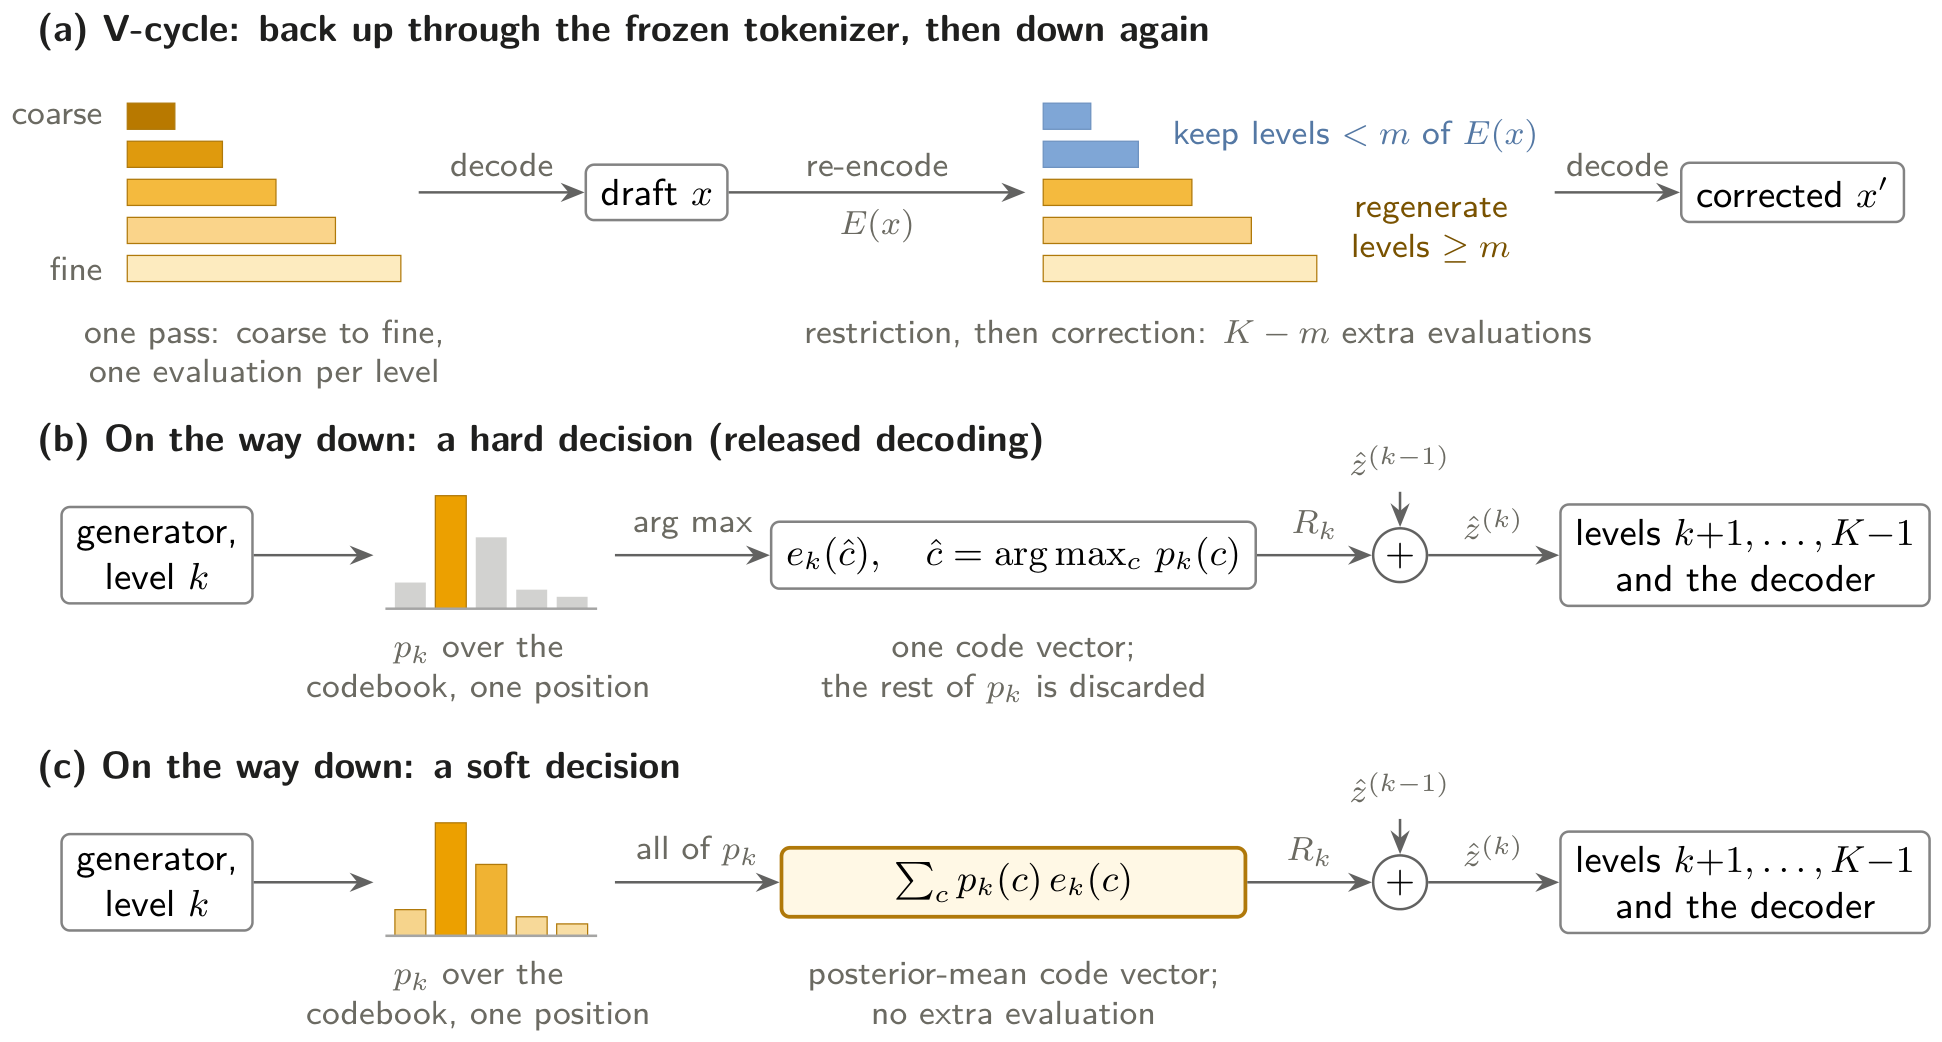 (a) V-cycle: back up through the frozen tokenizer, then down again
coarse
fine
decode
draft x
re-encode
E(x)
keep levels < m of E(x)
regenerate
levels ≥ m
decode
corrected x′
one pass: coarse to fine,
one evaluation per level
restriction, then correction: K − m extra evaluations
(b) On the way down: a hard decision (released decoding)
generator,
level k
p_k over the
codebook, one position
arg max
e_k(ĉ), ĉ = arg max_c p_k(c)
one code vector;
the rest of p_k is discarded
R_k
ẑ^(k−1)
+
ẑ^(k)
levels k+1, . . . , K−1
and the decoder
(c) On the way down: a soft decision
generator,
level k
p_k over the
codebook, one position
all of p_k
∑_c p_k(c) e_k(c)
posterior-mean code vector;
no extra evaluation
R_k
ẑ^(k−1)
+
ẑ^(k)
levels k+1, . . . , K−1
and the decoder